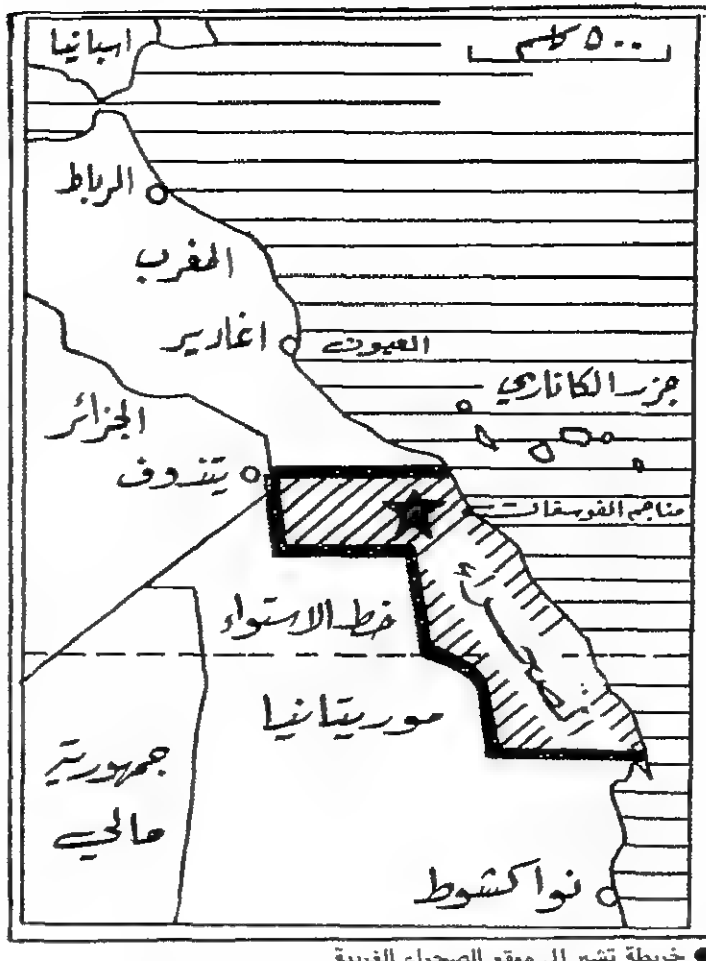 اسبانيا
٥٠٠ كلم
الرباط
المغرب
اغادير
العيون
جزر الكناري
الجزائر
يتندوف
مناجم الفوسفات
خط الاستواء
موريتانيا
جمهورية
مالي
نواكشوط
خريطة تشير الى موقع الصحراء الغربية